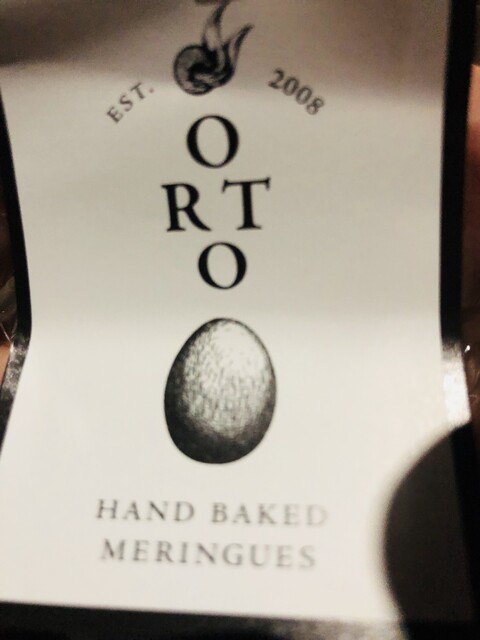 EST. 2008
O
RT
O
HAND BAKED
MERINGUES